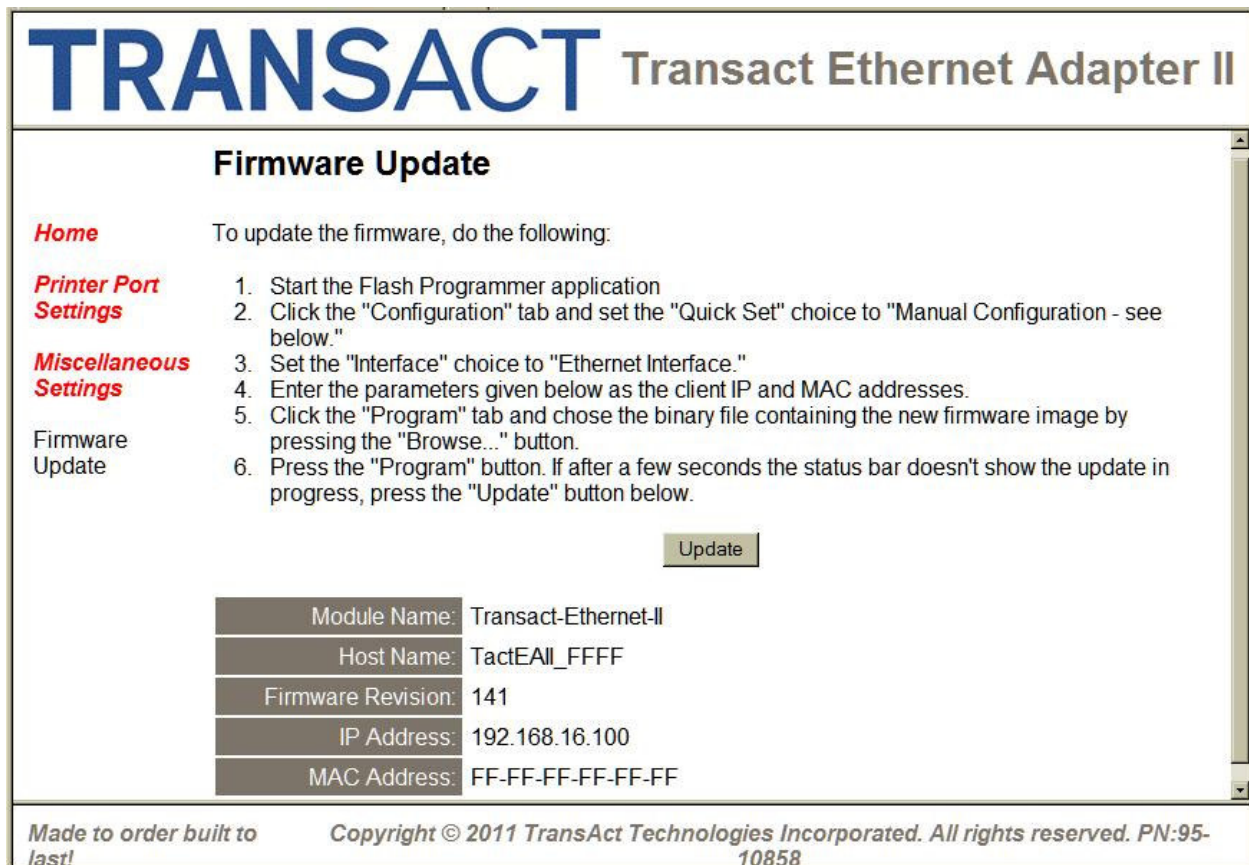 TRANSACT Transact Ethernet Adapter II
Firmware Update
Home
Printer Port
Settings
Miscellaneous
Settings
Firmware
Update
To update the firmware, do the following:
1. Start the Flash Programmer application
2. Click the "Configuration" tab and set the "Quick Set" choice to "Manual Configuration - see
below."
3. Set the "Interface" choice to "Ethernet Interface."
4. Enter the parameters given below as the client IP and MAC addresses.
5. Click the "Program" tab and chose the binary file containing the new firmware image by
pressing the "Browse..." button.
6. Press the "Program" button. If after a few seconds the status bar doesn't show the update in
progress, press the "Update" button below.
Update
Module Name: Transact-Ethernet-II
Host Name: TactEAII_FFFF
Firmware Revision: 141
IP Address: 192.168.16.100
MAC Address: FF-FF-FF-FF-FF-FF
Made to order built to
last!
Copyright © 2011 TransAct Technologies Incorporated. All rights reserved. PN:95-
10858